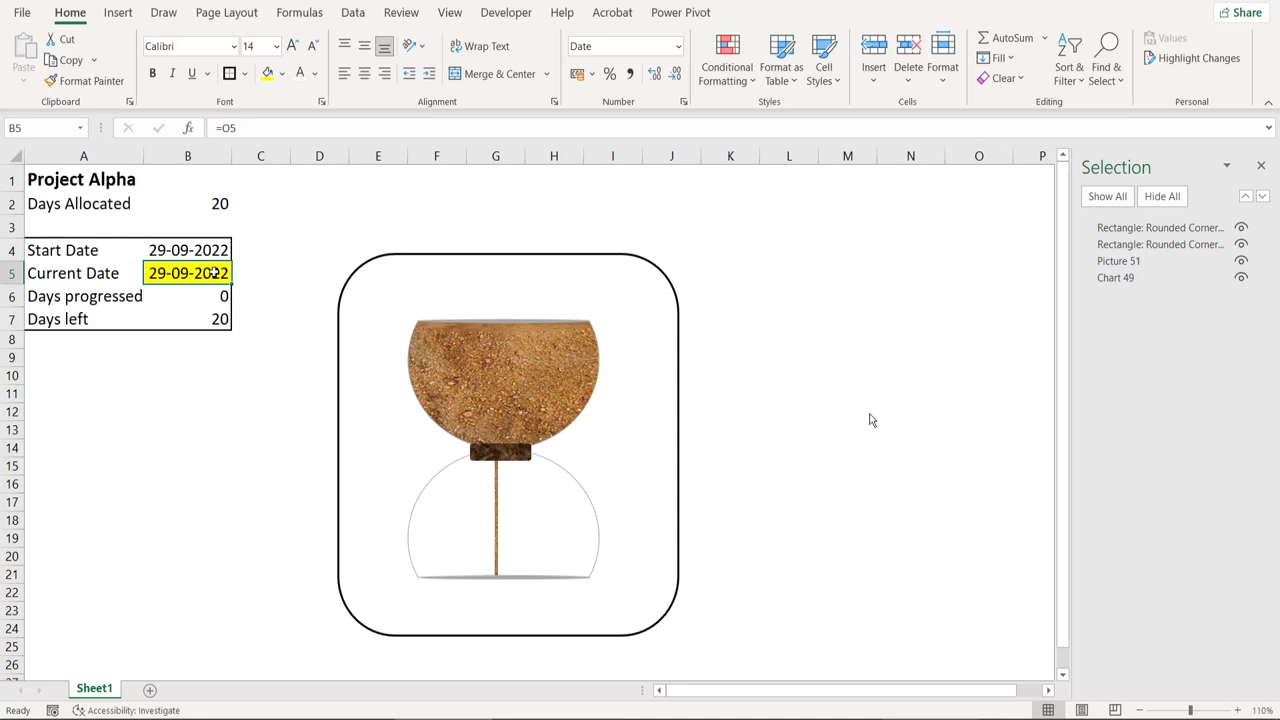 File Home Insert Draw Page Layout Formulas Data Review View Developer Help Acrobat Power Pivot Share
Paste
Cut
Copy
Format Painter
Clipboard
Calibri 14
B I U
Font
Wrap Text
Merge & Center
Alignment
Date
%
Number
Conditional Formatting
Format as Table
Cell Styles
Styles
Insert Delete Format
Cells
AutoSum
Fill
Clear
Sort & Filter
Find & Select
Editing
Values
Highlight Changes
Personal
B5 fx =O5
A B C D E F G H I J K L M N O P
1 Project Alpha
2 Days Allocated 20
3
4 Start Date 29-09-2022
5 Current Date 29-09-2022
6 Days progressed 0
7 Days left 20
8
9
10
11
12
13
14
15
16
17
18
19
20
21
22
23
24
25
26
Selection
Show All Hide All
Rectangle: Rounded Corner...
Rectangle: Rounded Corner...
Picture 51
Chart 49
Sheet1
Ready Accessibility: Investigate 110%